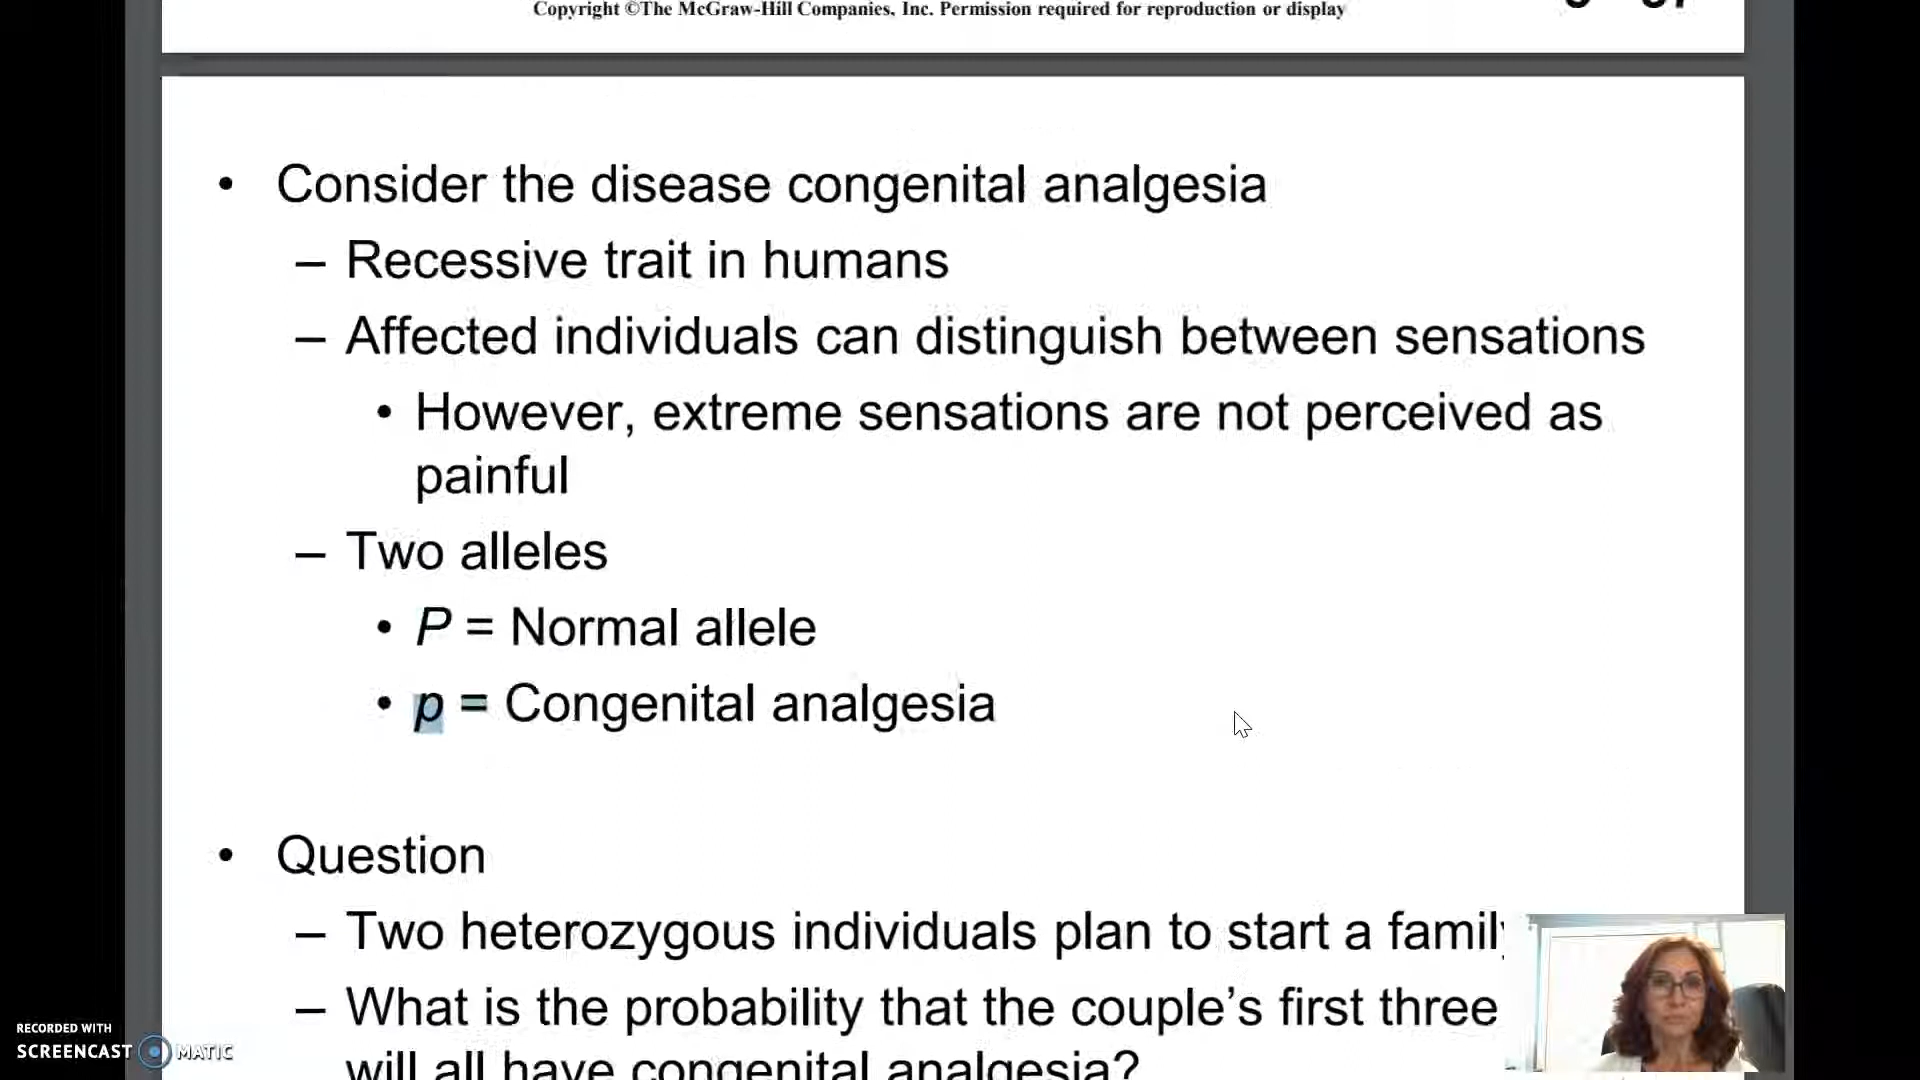 Copyright ©The McGraw-Hill Companies, Inc. Permission required for reproduction or display
• Consider the disease congenital analgesia
– Recessive trait in humans
– Affected individuals can distinguish between sensations
• However, extreme sensations are not perceived as
painful
– Two alleles
• P = Normal allele
• p = Congenital analgesia
• Question
– Two heterozygous individuals plan to start a family
– What is the probability that the couple’s first three
will all have congenital analgesia?
RECORDED WITH
SCREENCAST MATIC